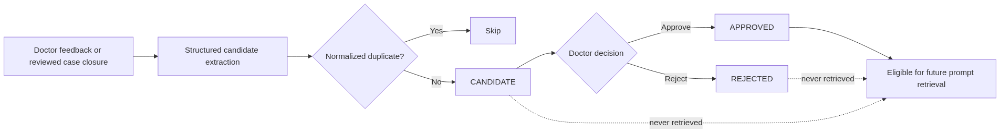 Doctor feedback or
reviewed case closure
Structured candidate
extraction
Normalized duplicate?
Yes
Skip
No
CANDIDATE
Doctor decision
Approve
APPROVED
Reject
REJECTED
never retrieved
never retrieved
Eligible for future prompt
retrieval